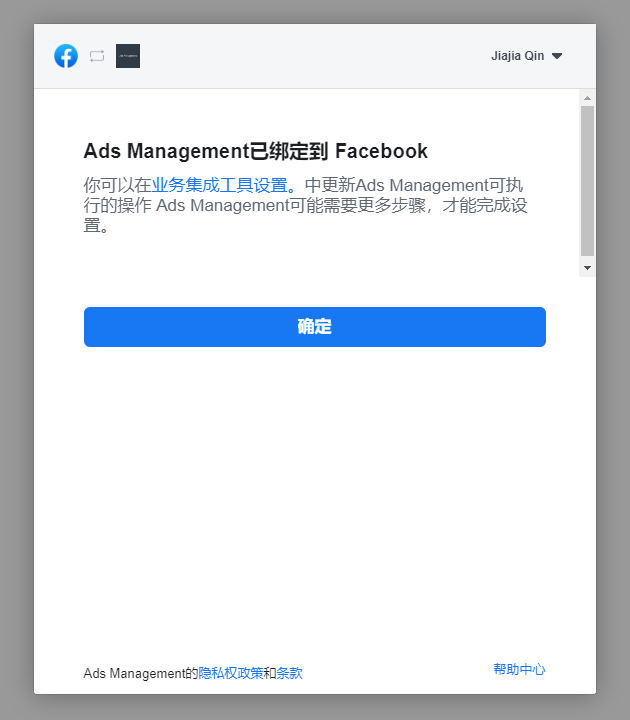 Jiajia Qin
Ads Management已绑定到 Facebook
你可以在业务集成工具设置。中更新Ads Management可执
行的操作 Ads Management可能需要更多步骤，才能完成设
置。
确定
Ads Management的隐私权政策和条款
帮助中心